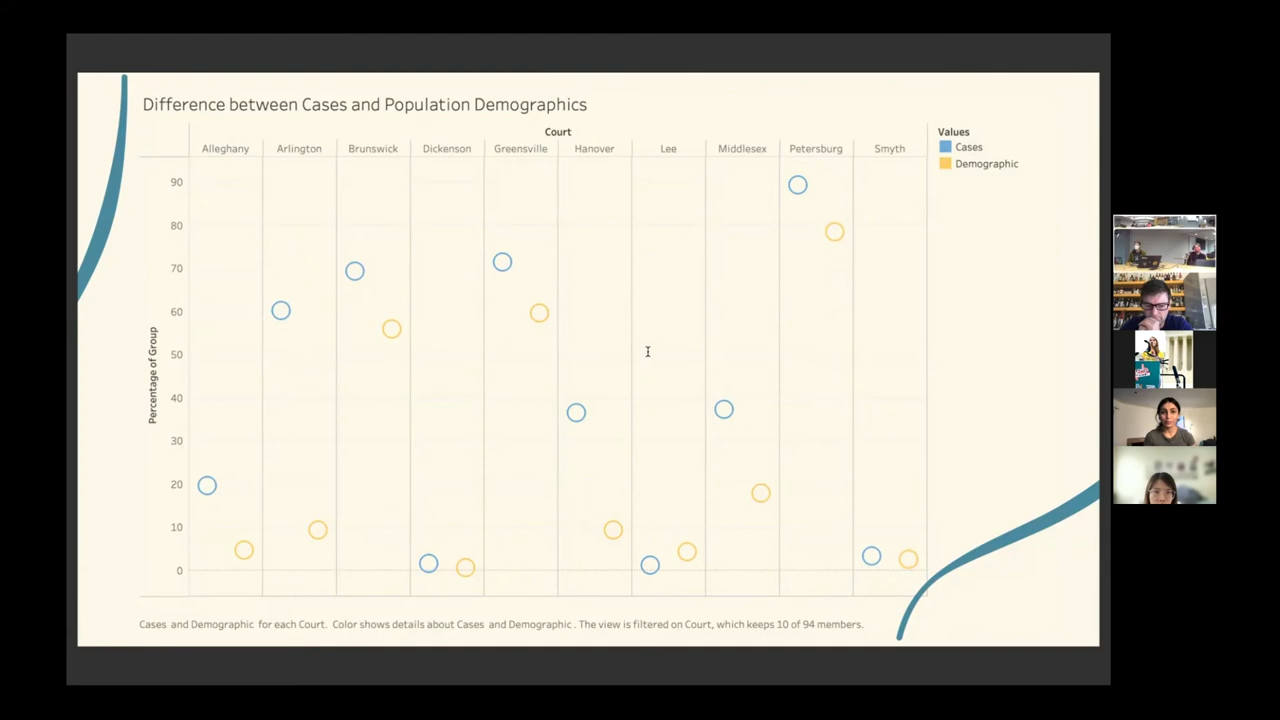 Difference between Cases and Population Demographics
Court
Alleghany Arlington Brunswick Dickenson Greensville Hanover Lee Middlesex Petersburg Smyth
Values
Cases
Demographic
Percentage of Group
90
80
70
60
50
40
30
20
10
0
Cases and Demographic for each Court. Color shows details about Cases and Demographic. The view is filtered on Court, which keeps 10 of 94 members.